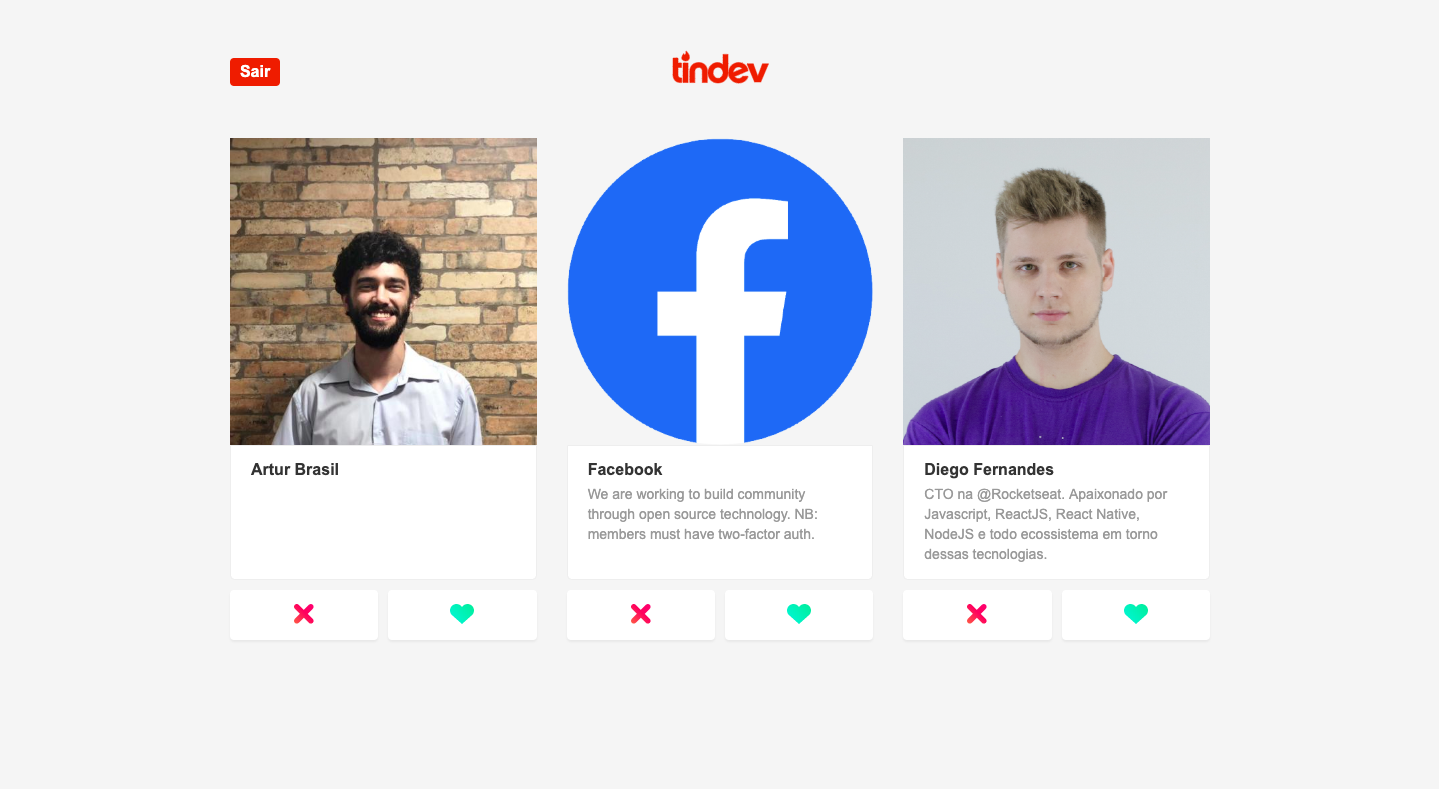 Sair
tindev
Artur Brasil
Facebook
We are working to build community
through open source technology. NB:
members must have two-factor auth.
Diego Fernandes
CTO na @Rocketseat. Apaixonado por
Javascript, ReactJS, React Native,
NodeJS e todo ecossistema em torno
dessas tecnologias.